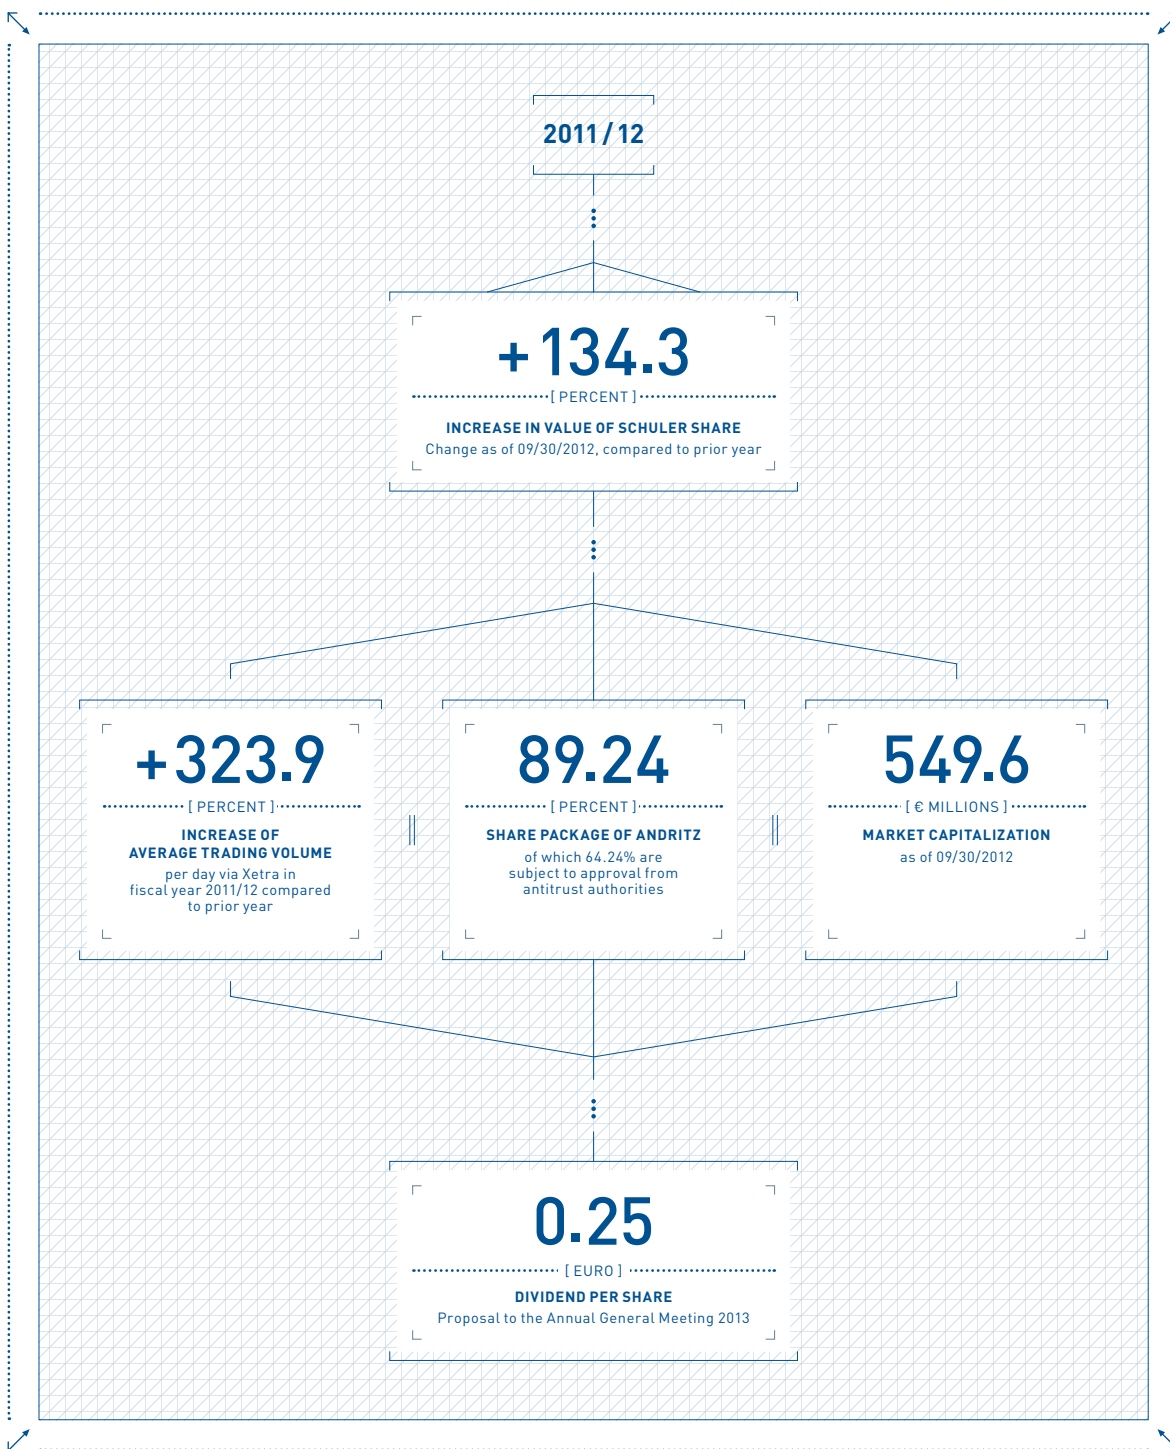 2011/12
+134.3
[ PERCENT ]
INCREASE IN VALUE OF SCHULER SHARE
Change as of 09/30/2012, compared to prior year
+323.9
[ PERCENT ]
INCREASE OF
AVERAGE TRADING VOLUME
per day via Xetra in
fiscal year 2011/12 compared
to prior year
89.24
[ PERCENT ]
SHARE PACKAGE OF ANDRITZ
of which 64.24% are
subject to approval from
antitrust authorities
549.6
[ € MILLIONS ]
MARKET CAPITALIZATION
as of 09/30/2012
0.25
[ EURO ]
DIVIDEND PER SHARE
Proposal to the Annual General Meeting 2013